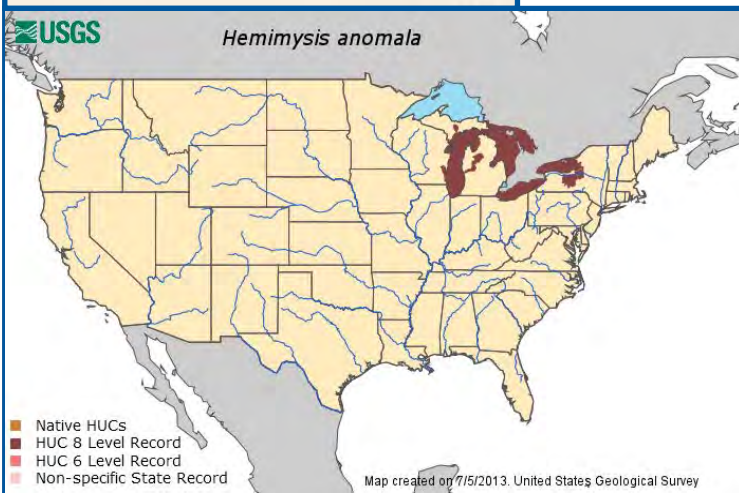 USGS
Hemimysis anomala
Native HUCs
HUC 8 Level Record
HUC 6 Level Record
Non-specific State Record
Map created on 7/5/2013. United States Geological Survey